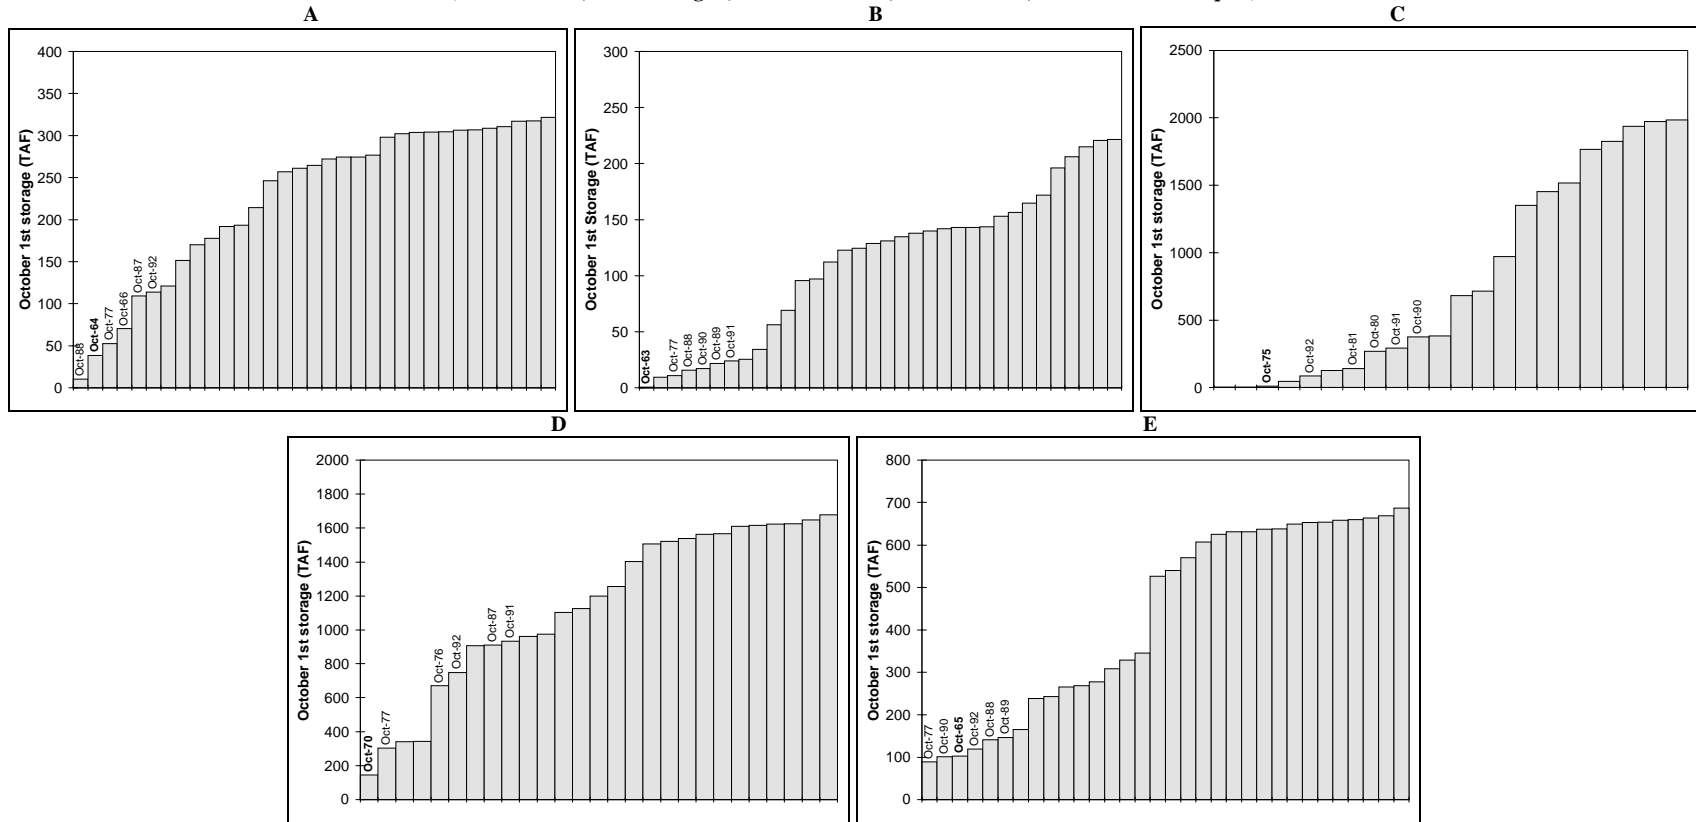 A
B
C
October 1st storage (TAF)
400
350
300
250
200
150
100
50
0
Oct-88
Oct-64
Oct-77
Oct-66
Oct-87
Oct-92
October 1st Storage (TAF)
300
250
200
150
100
50
0
Oct-63
Oct-77
Oct-88
Oct-90
Oct-89
Oct-91
October 1st storage (TAF)
2500
2000
1500
1000
500
0
Oct-75
Oct-92
Oct-81
Oct-80
Oct-91
Oct-90
D
E
October 1st storage (TAF)
2000
1800
1600
1400
1200
1000
800
600
400
200
0
Oct-70
Oct-77
Oct-76
Oct-92
Oct-87
Oct-91
October 1st storage (TAF)
800
700
600
500
400
300
200
100
0
Oct-77
Oct-90
Oct-65
Oct-92
Oct-88
Oct-89